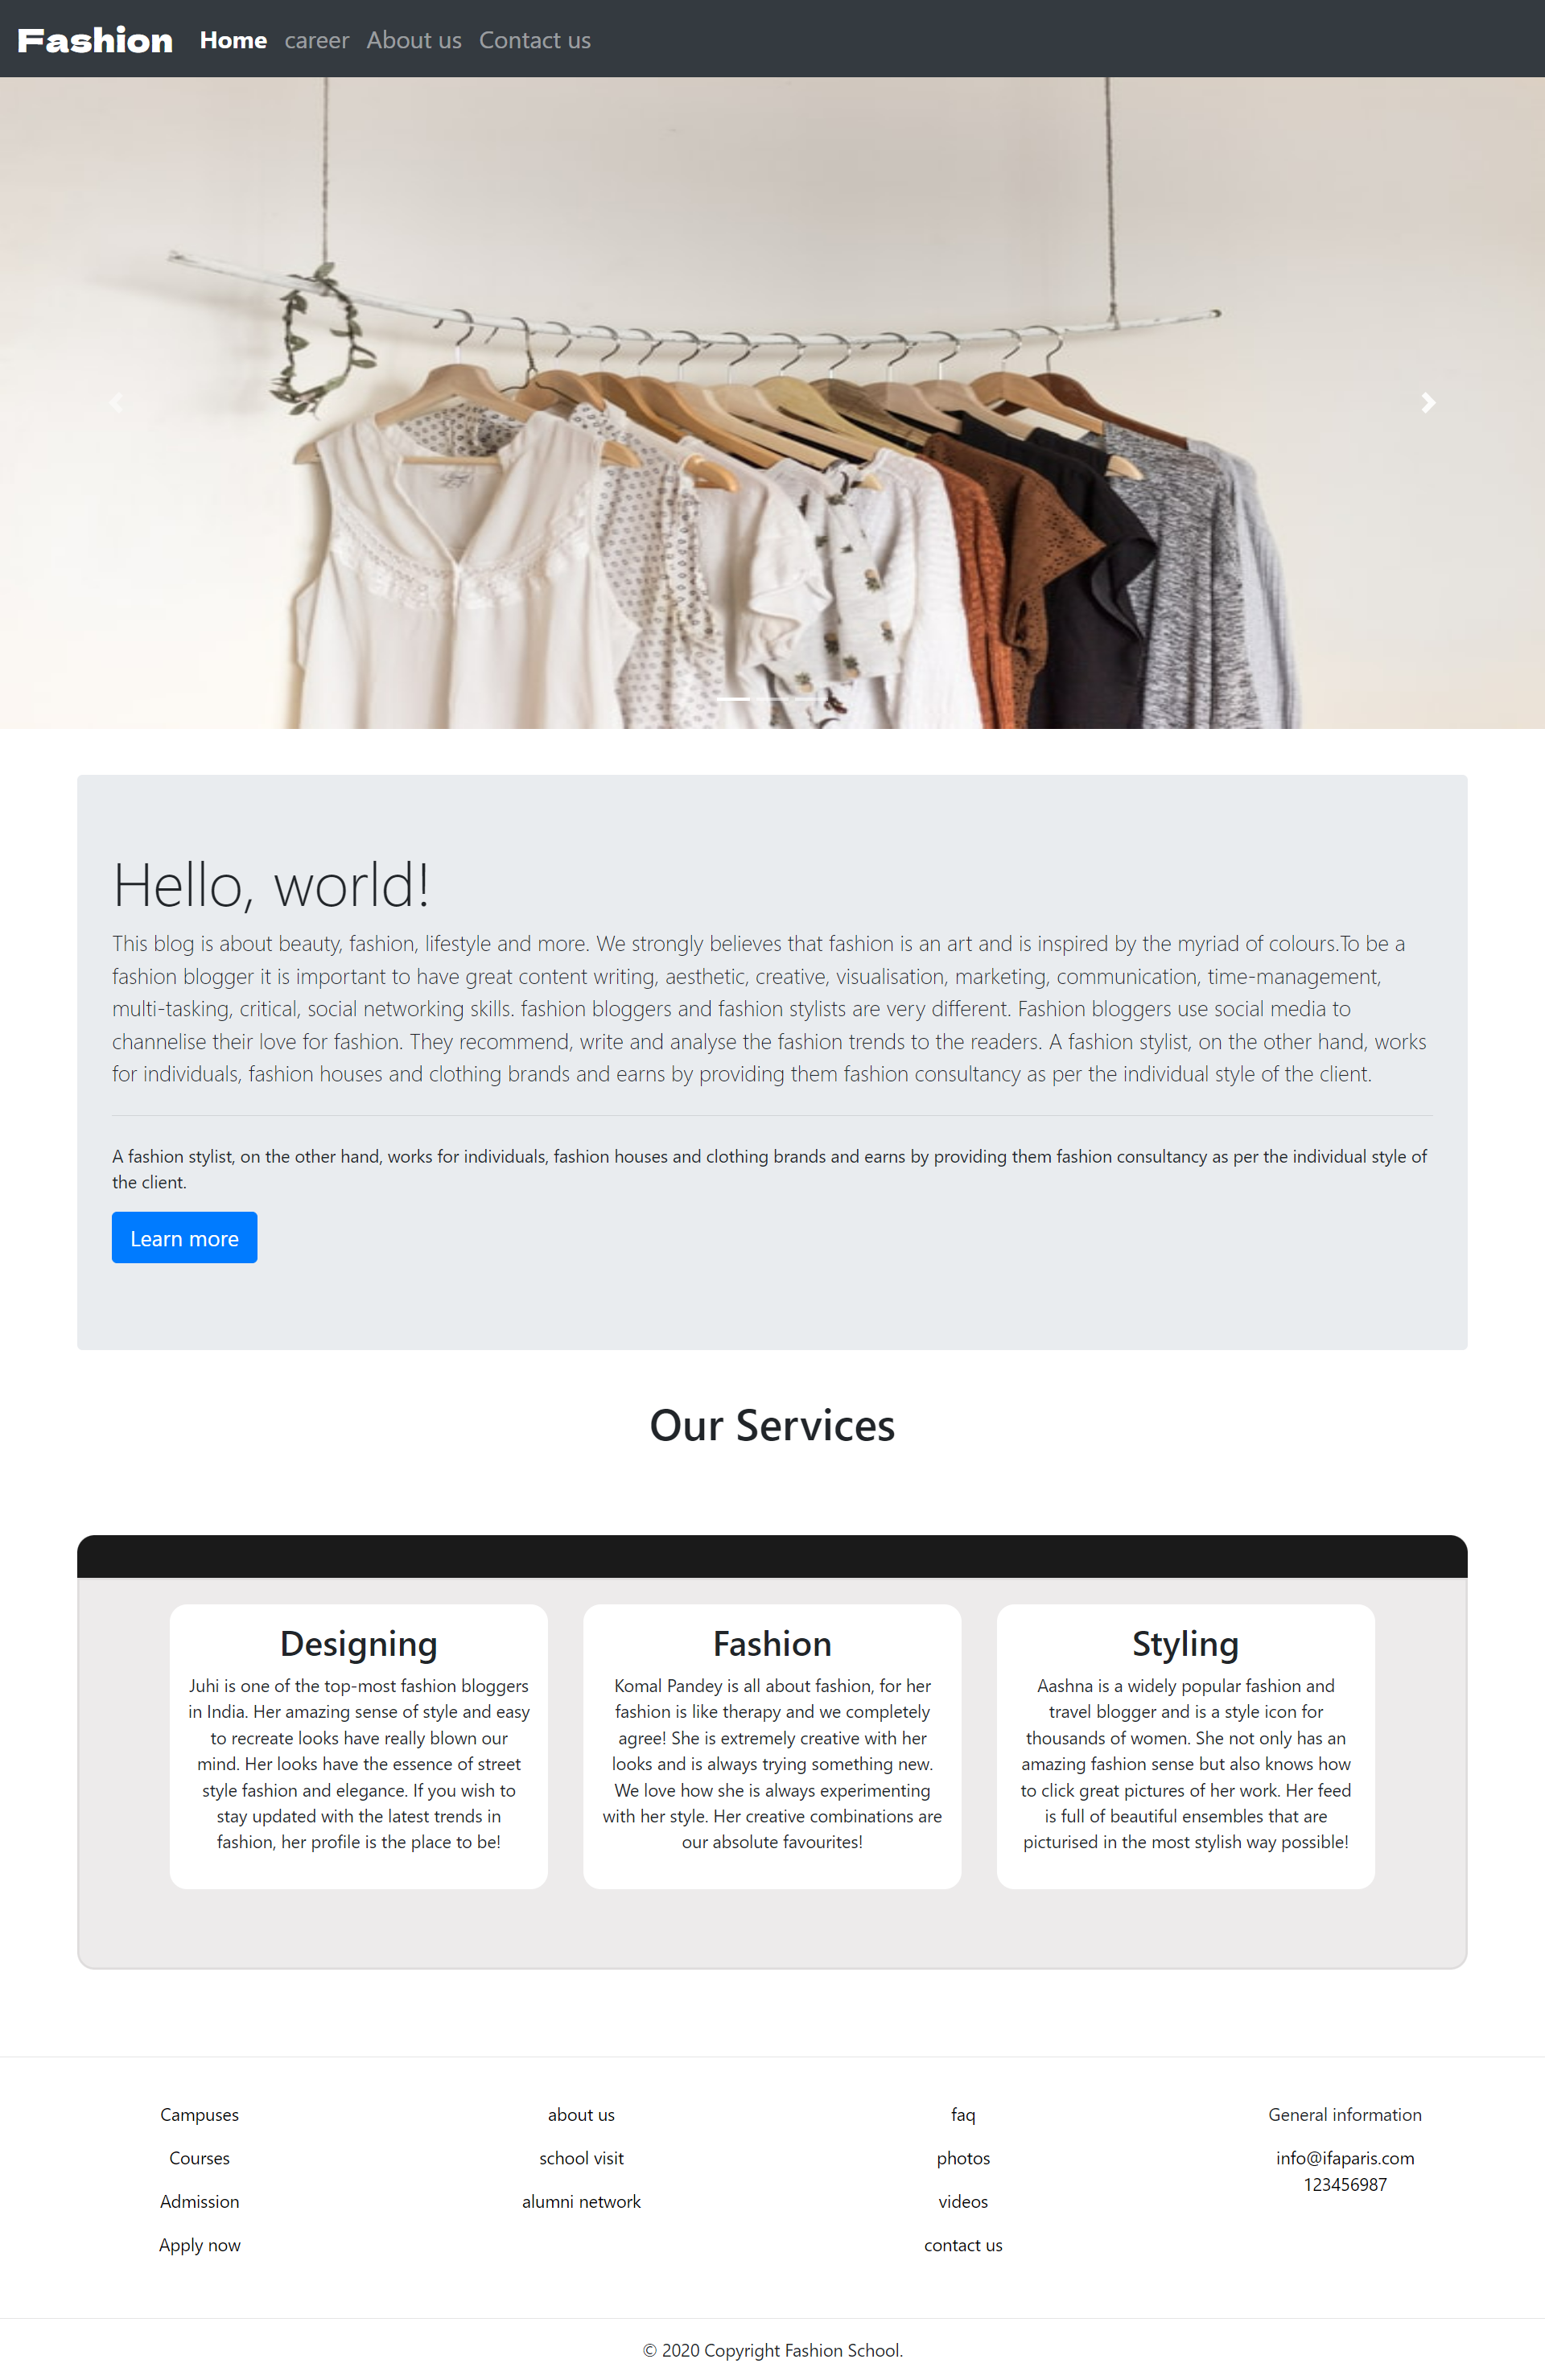 Fashion Home career About us Contact us
Hello, world!
This blog is about beauty, fashion, lifestyle and more. We strongly believes that fashion is an art and is inspired by the myriad of colours.To be a
fashion blogger it is important to have great content writing, aesthetic, creative, visualisation, marketing, communication, time-management,
multi-tasking, critical, social networking skills. fashion bloggers and fashion stylists are very different. Fashion bloggers use social media to
channelise their love for fashion. They recommend, write and analyse the fashion trends to the readers. A fashion stylist, on the other hand, works
for individuals, fashion houses and clothing brands and earns by providing them fashion consultancy as per the individual style of the client.
A fashion stylist, on the other hand, works for individuals, fashion houses and clothing brands and earns by providing them fashion consultancy as per the individual style of
the client.
Learn more
Our Services
Designing
Juhi is one of the top-most fashion bloggers
in India. Her amazing sense of style and easy
to recreate looks have really blown our
mind. Her looks have the essence of street
style fashion and elegance. If you wish to
stay updated with the latest trends in
fashion, her profile is the place to be!
Fashion
Komal Pandey is all about fashion, for her
fashion is like therapy and we completely
agree! She is extremely creative with her
looks and is always trying something new.
We love how she is always experimenting
with her style. Her creative combinations are
our absolute favourites!
Styling
Aashna is a widely popular fashion and
travel blogger and is a style icon for
thousands of women. She not only has an
amazing fashion sense but also knows how
to click great pictures of her work. Her feed
is full of beautiful ensembles that are
picturised in the most stylish way possible!
Campuses
Courses
Admission
Apply now
about us
school visit
alumni network
faq
photos
videos
contact us
General information
info@ifaparis.com
123456987
© 2020 Copyright Fashion School.